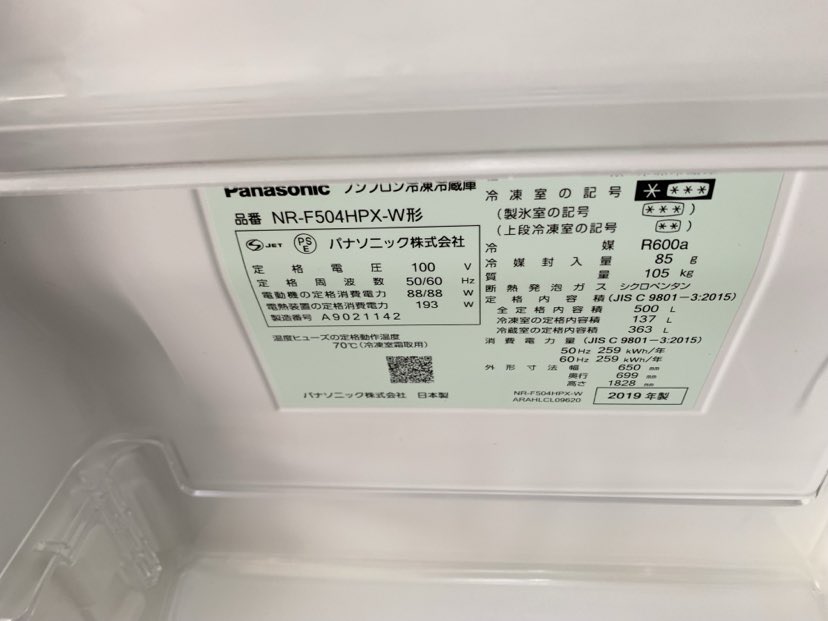 Panasonic ノンフロン冷凍冷蔵庫
品番 NR-F504HPX-W形
JET PSE パナソニック株式会社
定格電圧 100 V
定格周波数 50/60 Hz
電動機の定格消費電力 88/88 W
電熱装置の定格消費電力 193 W
製造番号 A9021142
温度ヒューズの定格動作温度
70℃(冷凍室霜取用)
パナソニック株式会社 日本製
冷凍室の記号 * ***
(製氷室の記号 ***)
(上段冷凍室の記号 **)
冷媒 R600a
冷媒封入量 85 g
質量 105 kg
断熱発泡ガス シクロペンタン
定格内容積 (JIS C 9801-3:2015)
全定格内容積 500 L
冷凍室の定格内容積 137 L
冷蔵室の定格内容積 363 L
消費電力量 (JIS C 9801-3:2015)
50Hz 259 kWh/年
60Hz 259 kWh/年
外形寸法 幅 650 mm
奥行 699 mm
高さ 1828 mm
NR-F504HPX-W
ARAHLCL09620
2019年製